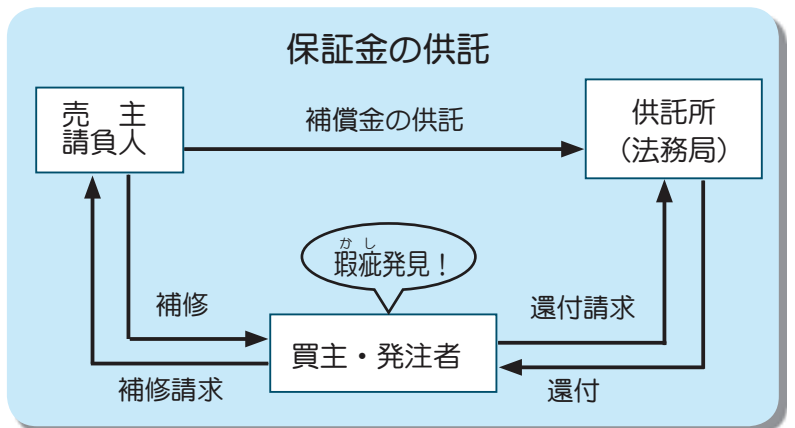 保証金の供託
売　主
請負人
補償金の供託
供託所
（法務局）
かし
瑕疵発見！
補修
還付請求
買主・発注者
補修請求
還付